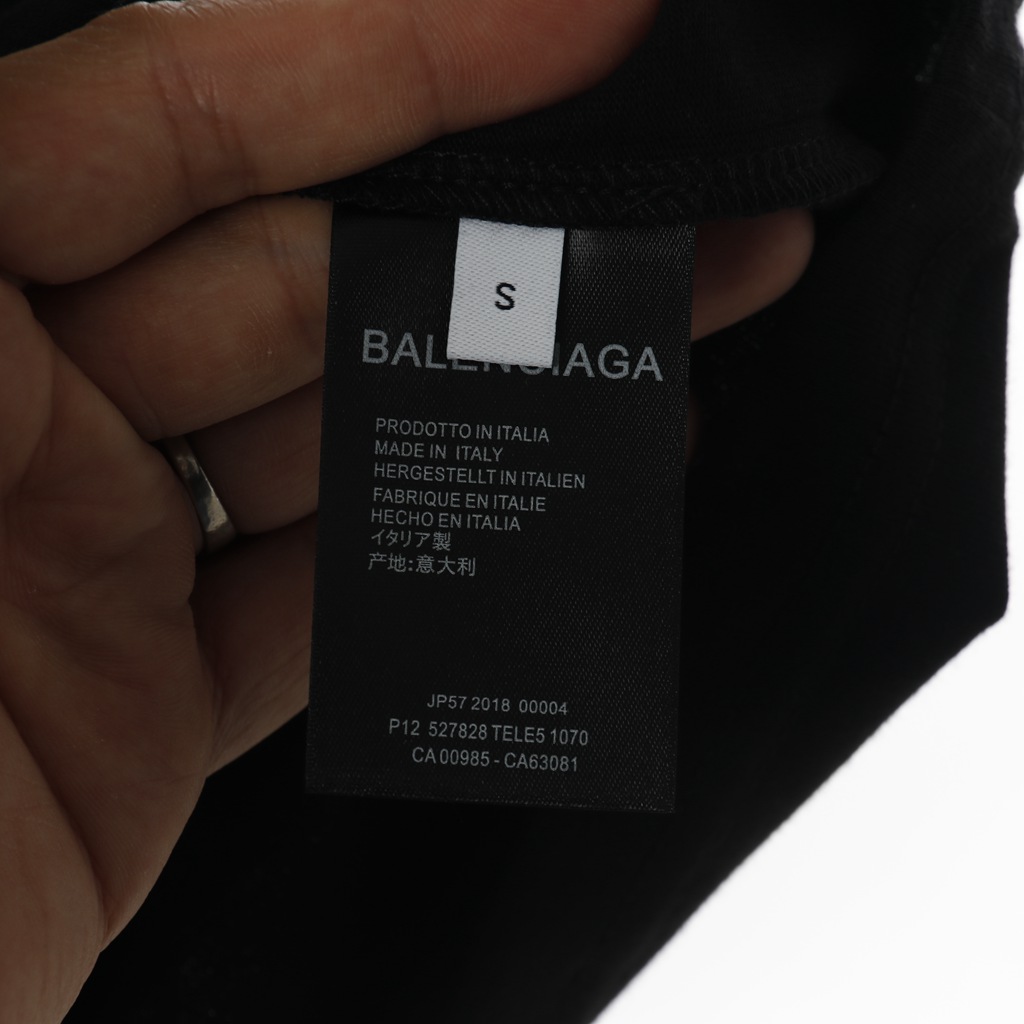 S
BALENCIAGA
PRODOTTO IN ITALIA
MADE IN ITALY
HERGESTELLT IN ITALIEN
FABRIQUE EN ITALIE
HECHO EN ITALIA
イタリア製
产地:意大利
JP57 2018 00004
P12 527828 TELE5 1070
CA 00985 - CA63081